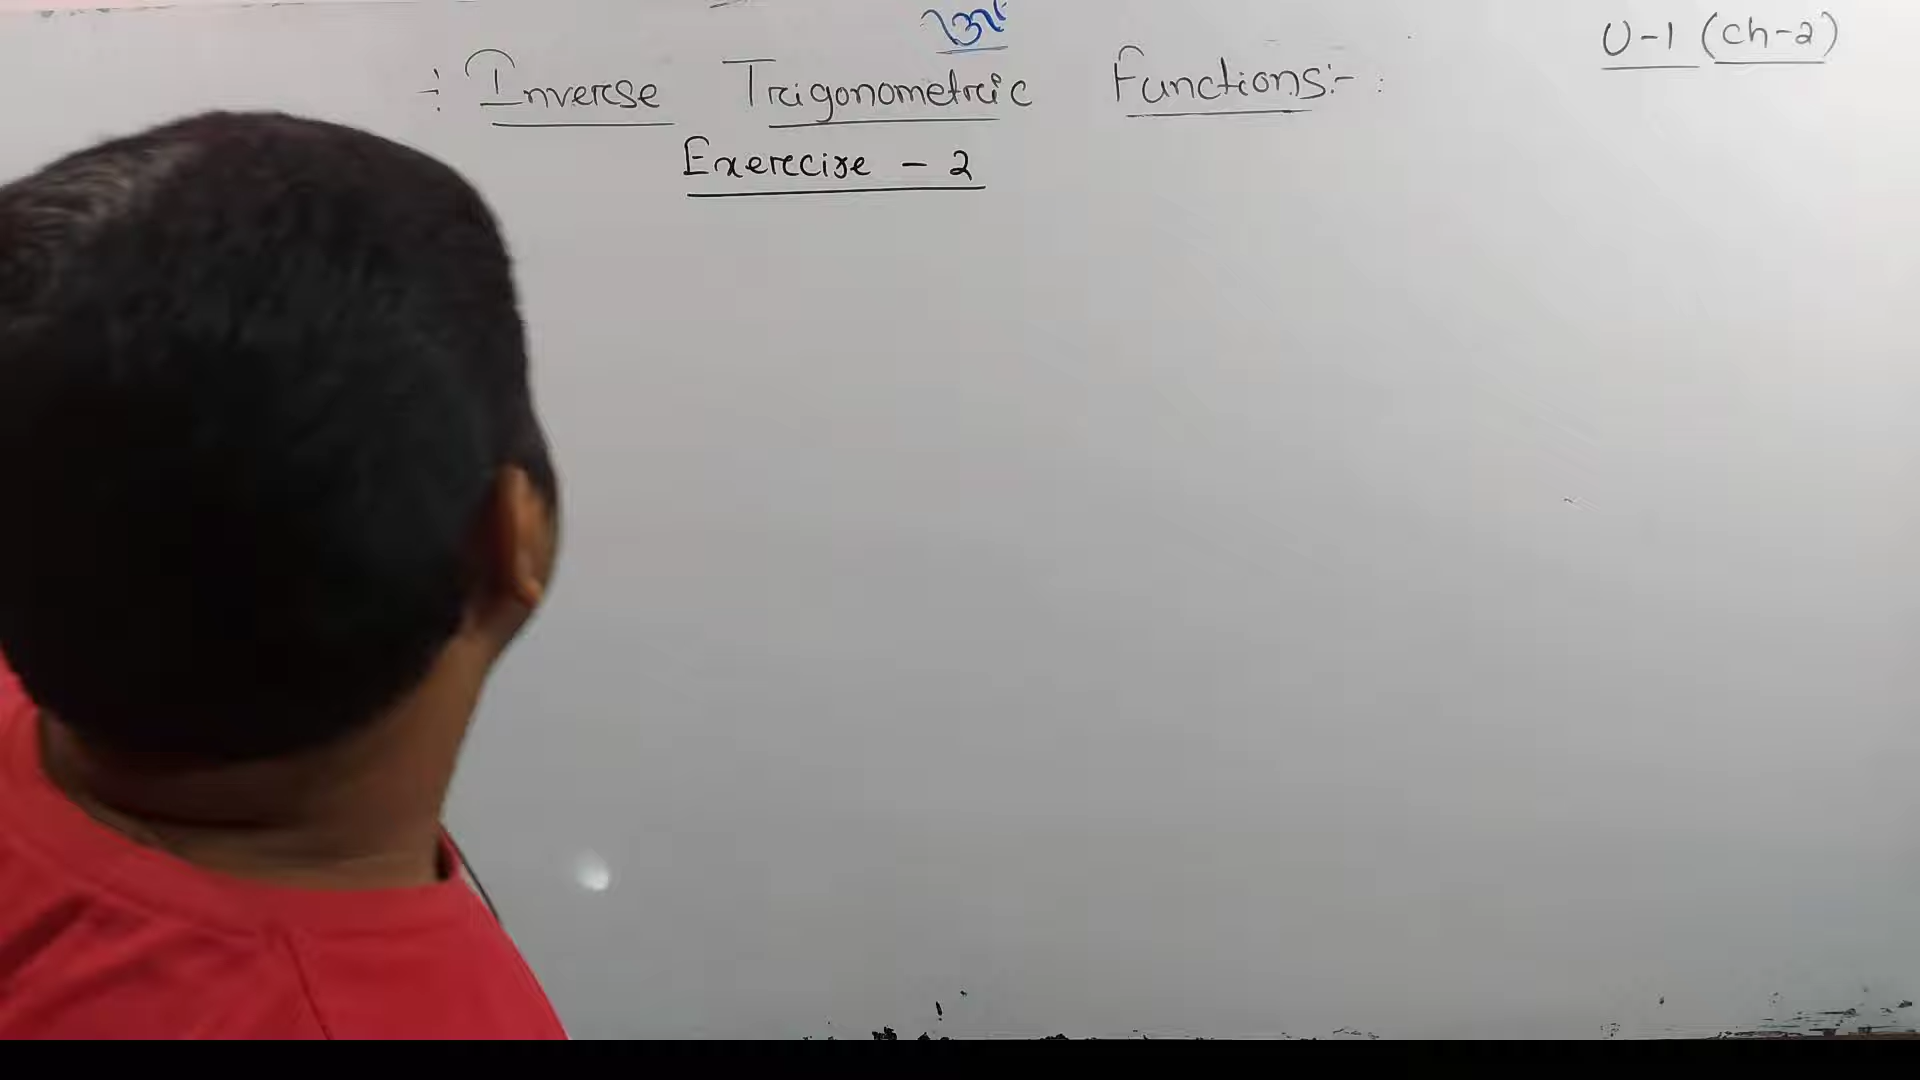 U-1 (Ch-2)
:- Inverse Trigonometric Functions:-
Exercise - 2